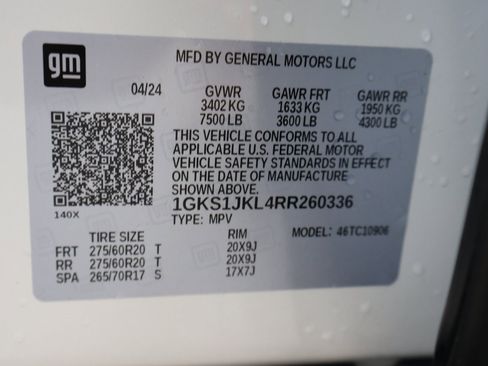 gm
MFD BY GENERAL MOTORS LLC
04/24 GVWR GAWR FRT GAWR RR
3402 KG 1633 KG 1950 KG
7500 LB 3600 LB 4300 LB
THIS VEHICLE CONFORMS TO ALL
APPLICABLE U.S. FEDERAL MOTOR
VEHICLE SAFETY STANDARDS IN EFFECT
ON THE DATE OF MANUFACTURE
SHOWN ABOVE.
140X
1GKS1JKL4RR260336
TYPE: MPV MODEL: 46TC10906
TIRE SIZE RIM
FRT 275/60R20 T 20X9J
RR 275/60R20 T 20X9J
SPA 265/70R17 S 17X7J